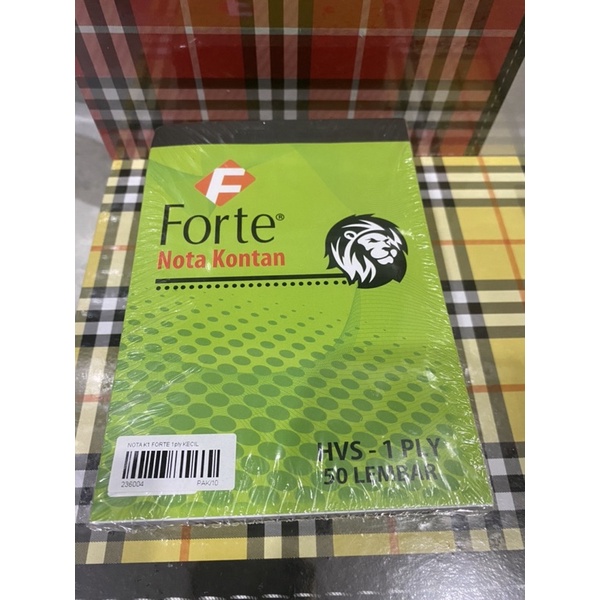 F
Forte®
Nota Kontan
HVS - 1 PLY
50 LEMBAR
NOTA K1 FORTE 1ply KECIL
236004 PAK/10